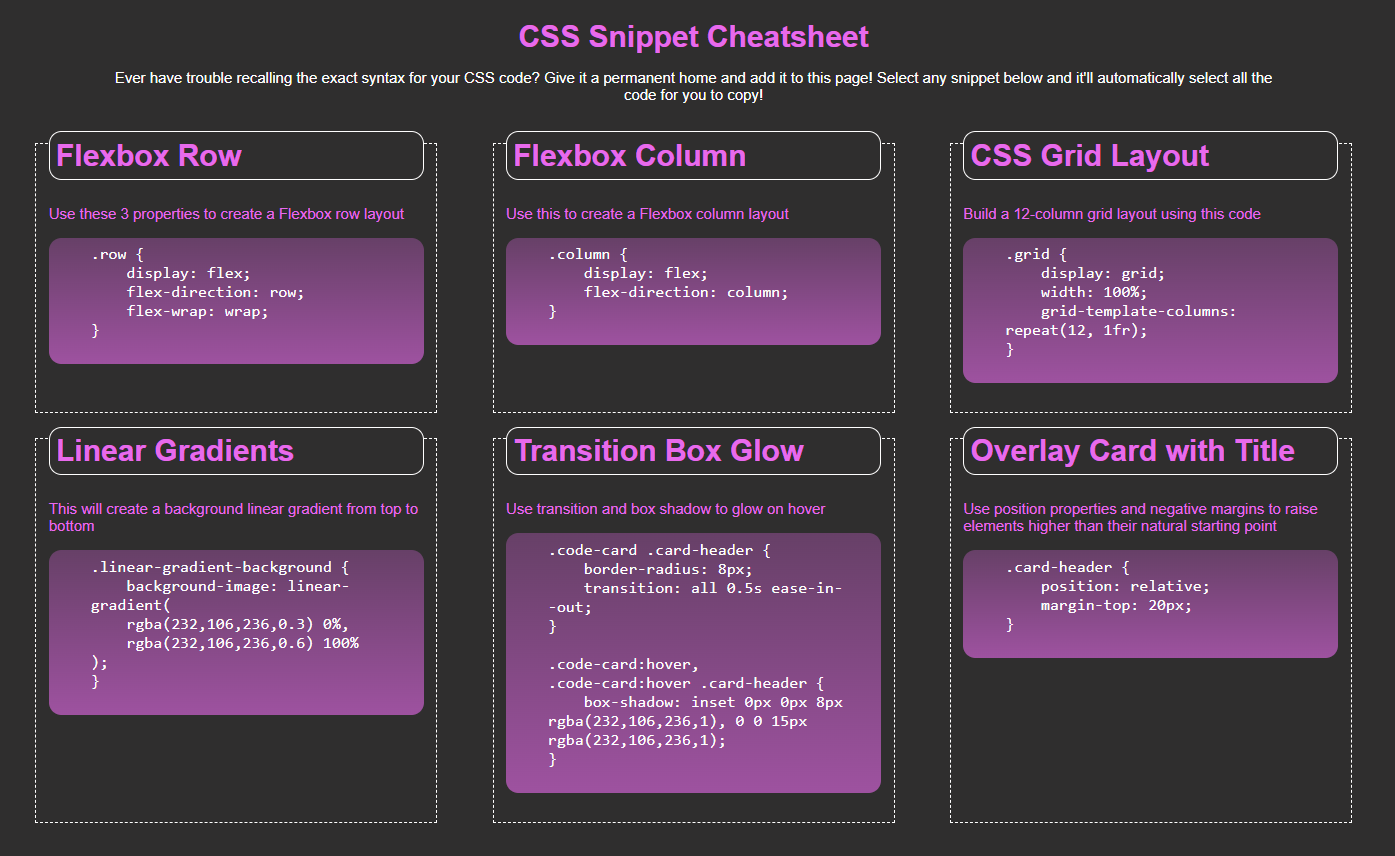 CSS Snippet Cheatsheet
Ever have trouble recalling the exact syntax for your CSS code? Give it a permanent home and add it to this page! Select any snippet below and it'll automatically select all the
code for you to copy!
Flexbox Row
Use these 3 properties to create a Flexbox row layout
.row {
    display: flex;
    flex-direction: row;
    flex-wrap: wrap;
}
Flexbox Column
Use this to create a Flexbox column layout
.column {
    display: flex;
    flex-direction: column;
}
CSS Grid Layout
Build a 12-column grid layout using this code
.grid {
    display: grid;
    width: 100%;
    grid-template-columns:
repeat(12, 1fr);
}
Linear Gradients
This will create a background linear gradient from top to
bottom
.linear-gradient-background {
    background-image: linear-
gradient(
    rgba(232,106,236,0.3) 0%,
    rgba(232,106,236,0.6) 100%
);
}
Transition Box Glow
Use transition and box shadow to glow on hover
.code-card .card-header {
    border-radius: 8px;
    transition: all 0.5s ease-in-
-out;
}
.code-card:hover,
.code-card:hover .card-header {
    box-shadow: inset 0px 0px 8px
rgba(232,106,236,1), 0 0 15px
rgba(232,106,236,1);
}
Overlay Card with Title
Use position properties and negative margins to raise
elements higher than their natural starting point
.card-header {
    position: relative;
    margin-top: 20px;
}